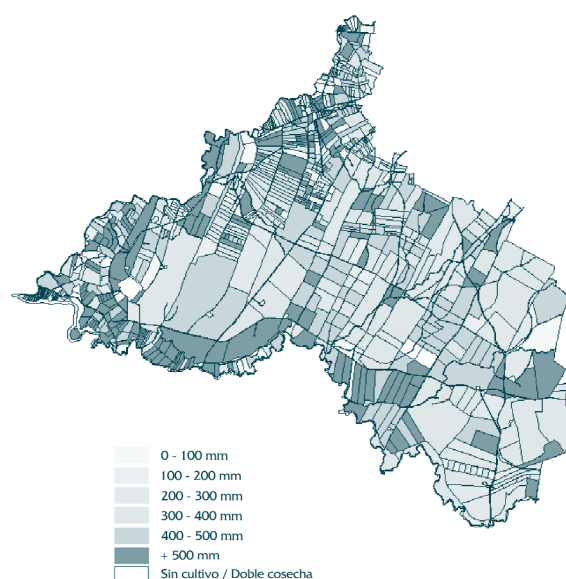 0 - 100 mm
100 - 200 mm
200 - 300 mm
300 - 400 mm
400 - 500 mm
+ 500 mm
Sin cultivo / Doble cosecha